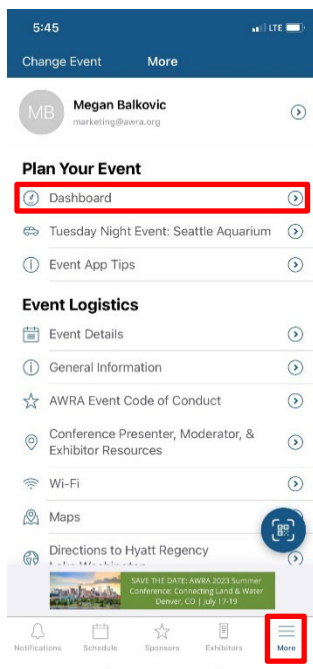 5:45
LTE
Change Event More
MB
Megan Balkovic
marketing@awra.org
Plan Your Event
Dashboard
Tuesday Night Event: Seattle Aquarium
Event App Tips
Event Logistics
Event Details
General Information
AWRA Event Code of Conduct
Conference Presenter, Moderator, &
Exhibitor Resources
Wi-Fi
Maps
Directions to Hyatt Regency
Lake Washington
SAVE THE DATE: AWRA 2023 Summer
Conference: Connecting Land & Water
Denver, CO | July 17-19
Notifications Schedule Sponsors Exhibitors More